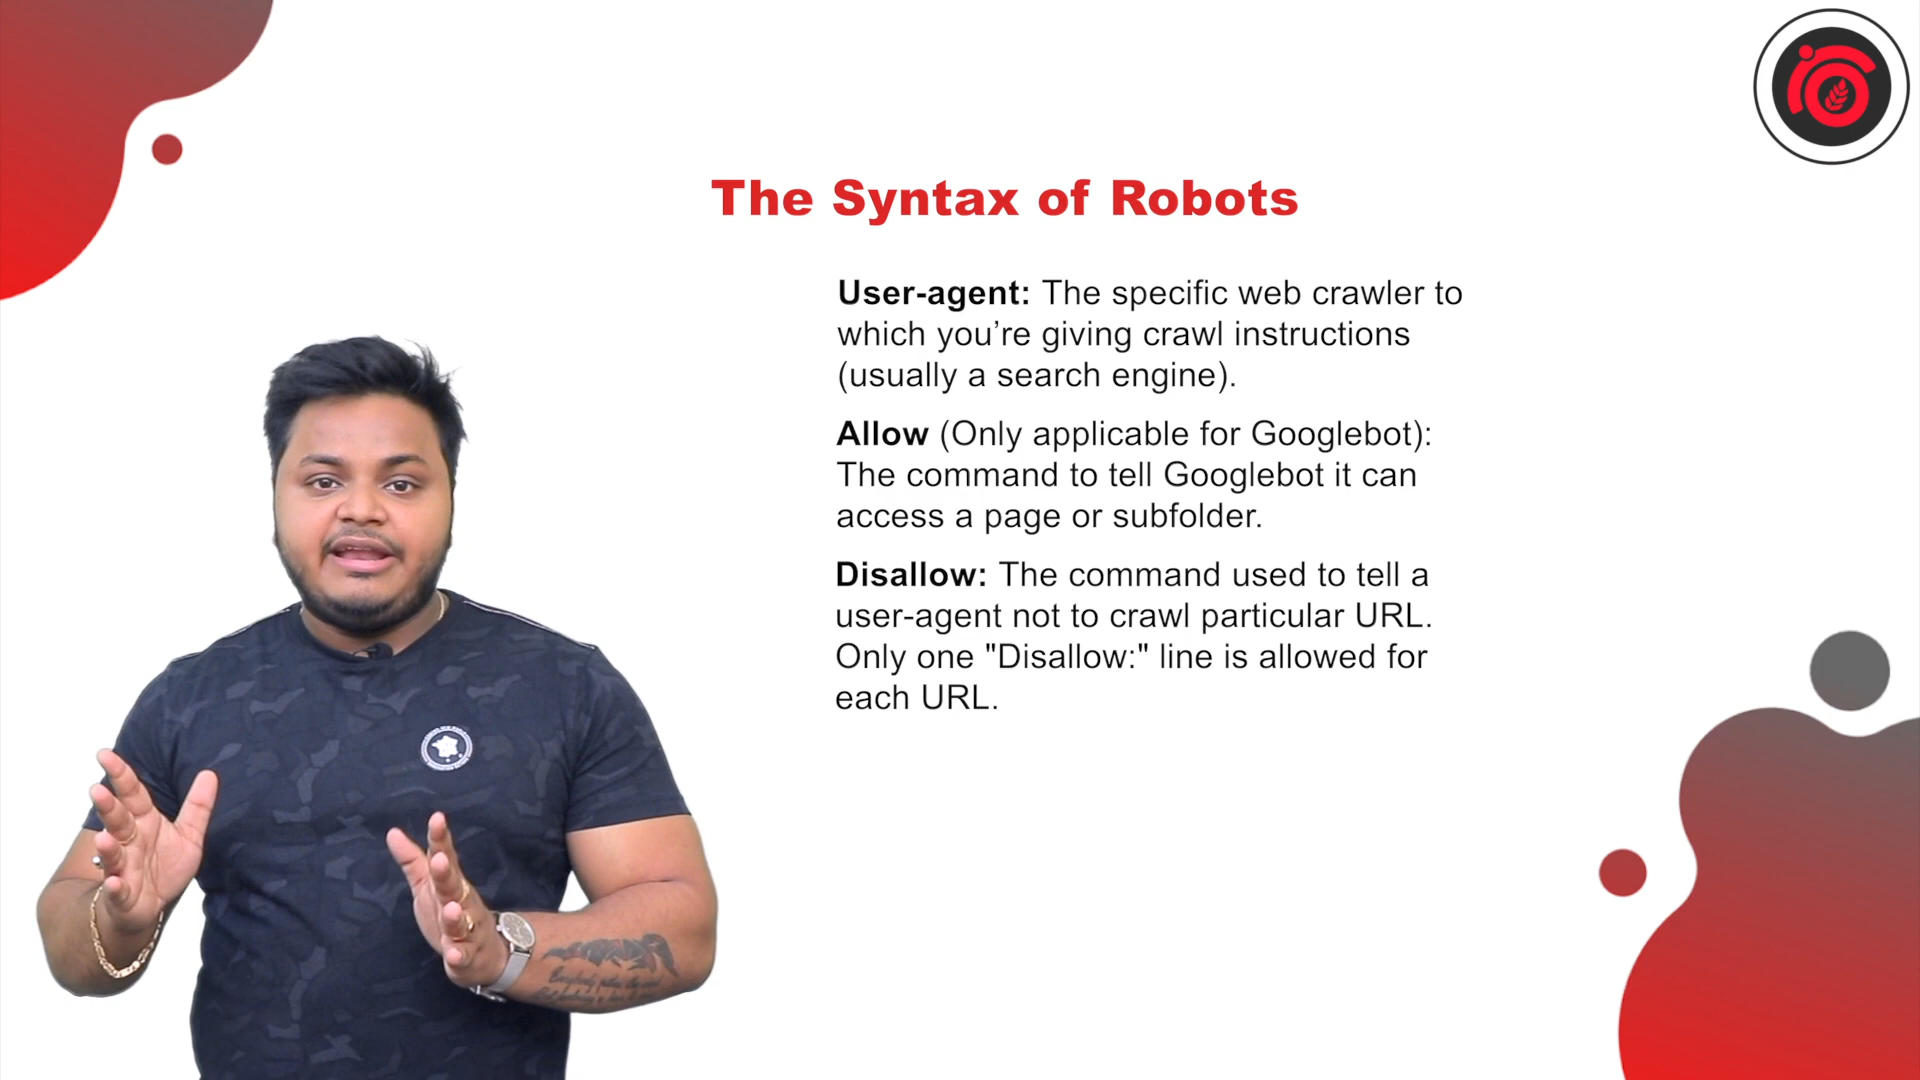 The Syntax of Robots
User-agent: The specific web crawler to
which you’re giving crawl instructions
(usually a search engine).
Allow (Only applicable for Googlebot):
The command to tell Googlebot it can
access a page or subfolder.
Disallow: The command used to tell a
user-agent not to crawl particular URL.
Only one "Disallow:" line is allowed for
each URL.